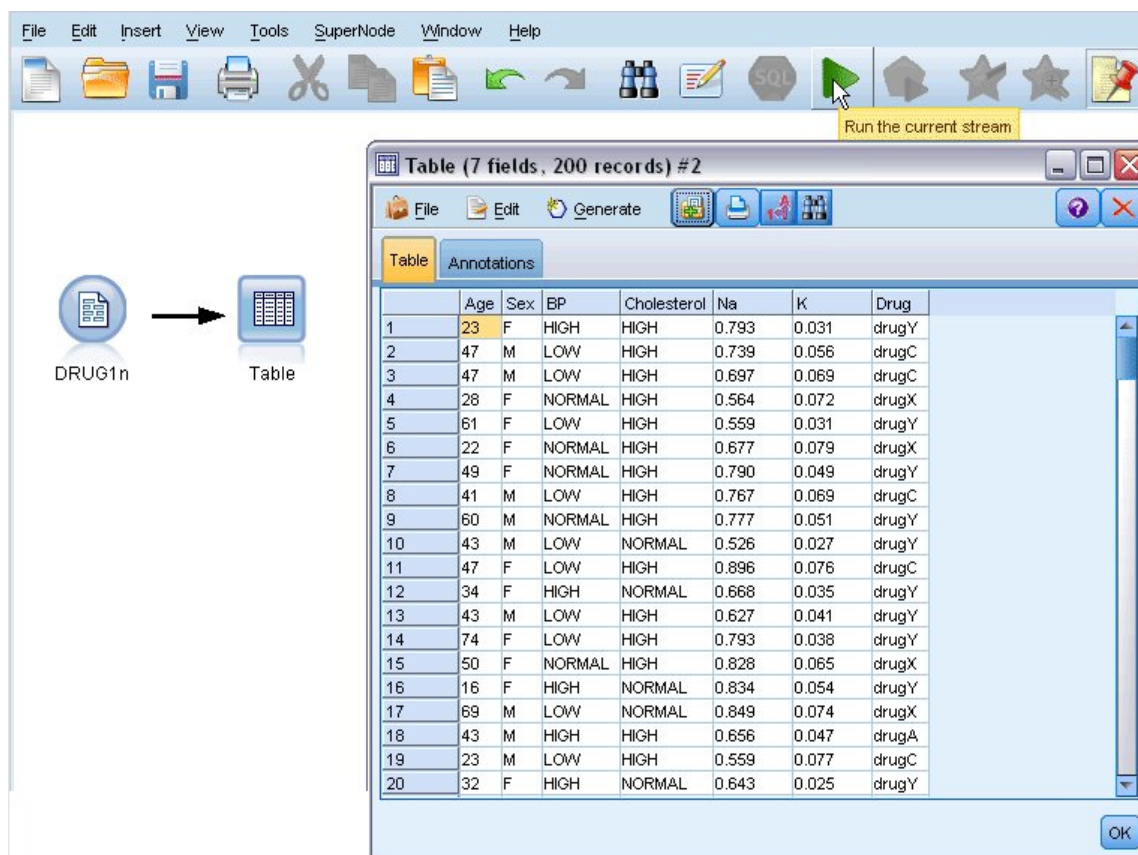 File Edit Insert View Tools SuperNode Window Help
SQL
Run the current stream
Table (7 fields, 200 records) #2
File Edit Generate
Table Annotations
Age Sex BP Cholesterol Na K Drug
1 23 F HIGH HIGH 0.793 0.031 drugY
2 47 M LOW HIGH 0.739 0.056 drugC
3 47 M LOW HIGH 0.697 0.069 drugC
4 28 F NORMAL HIGH 0.564 0.072 drugX
5 61 F LOW HIGH 0.559 0.031 drugY
6 22 F NORMAL HIGH 0.677 0.079 drugX
7 49 F NORMAL HIGH 0.790 0.049 drugY
8 41 M LOW HIGH 0.767 0.069 drugC
9 60 M NORMAL HIGH 0.777 0.051 drugY
10 43 M LOW NORMAL 0.526 0.027 drugY
11 47 F LOW HIGH 0.896 0.076 drugC
12 34 F HIGH NORMAL 0.668 0.035 drugY
13 43 M LOW HIGH 0.627 0.041 drugY
14 74 F LOW HIGH 0.793 0.038 drugY
15 50 F NORMAL HIGH 0.828 0.065 drugX
16 16 F HIGH NORMAL 0.834 0.054 drugY
17 69 M LOW NORMAL 0.849 0.074 drugX
18 43 M HIGH HIGH 0.656 0.047 drugA
19 23 M LOW HIGH 0.559 0.077 drugC
20 32 F HIGH NORMAL 0.643 0.025 drugY
DRUG1n Table
OK